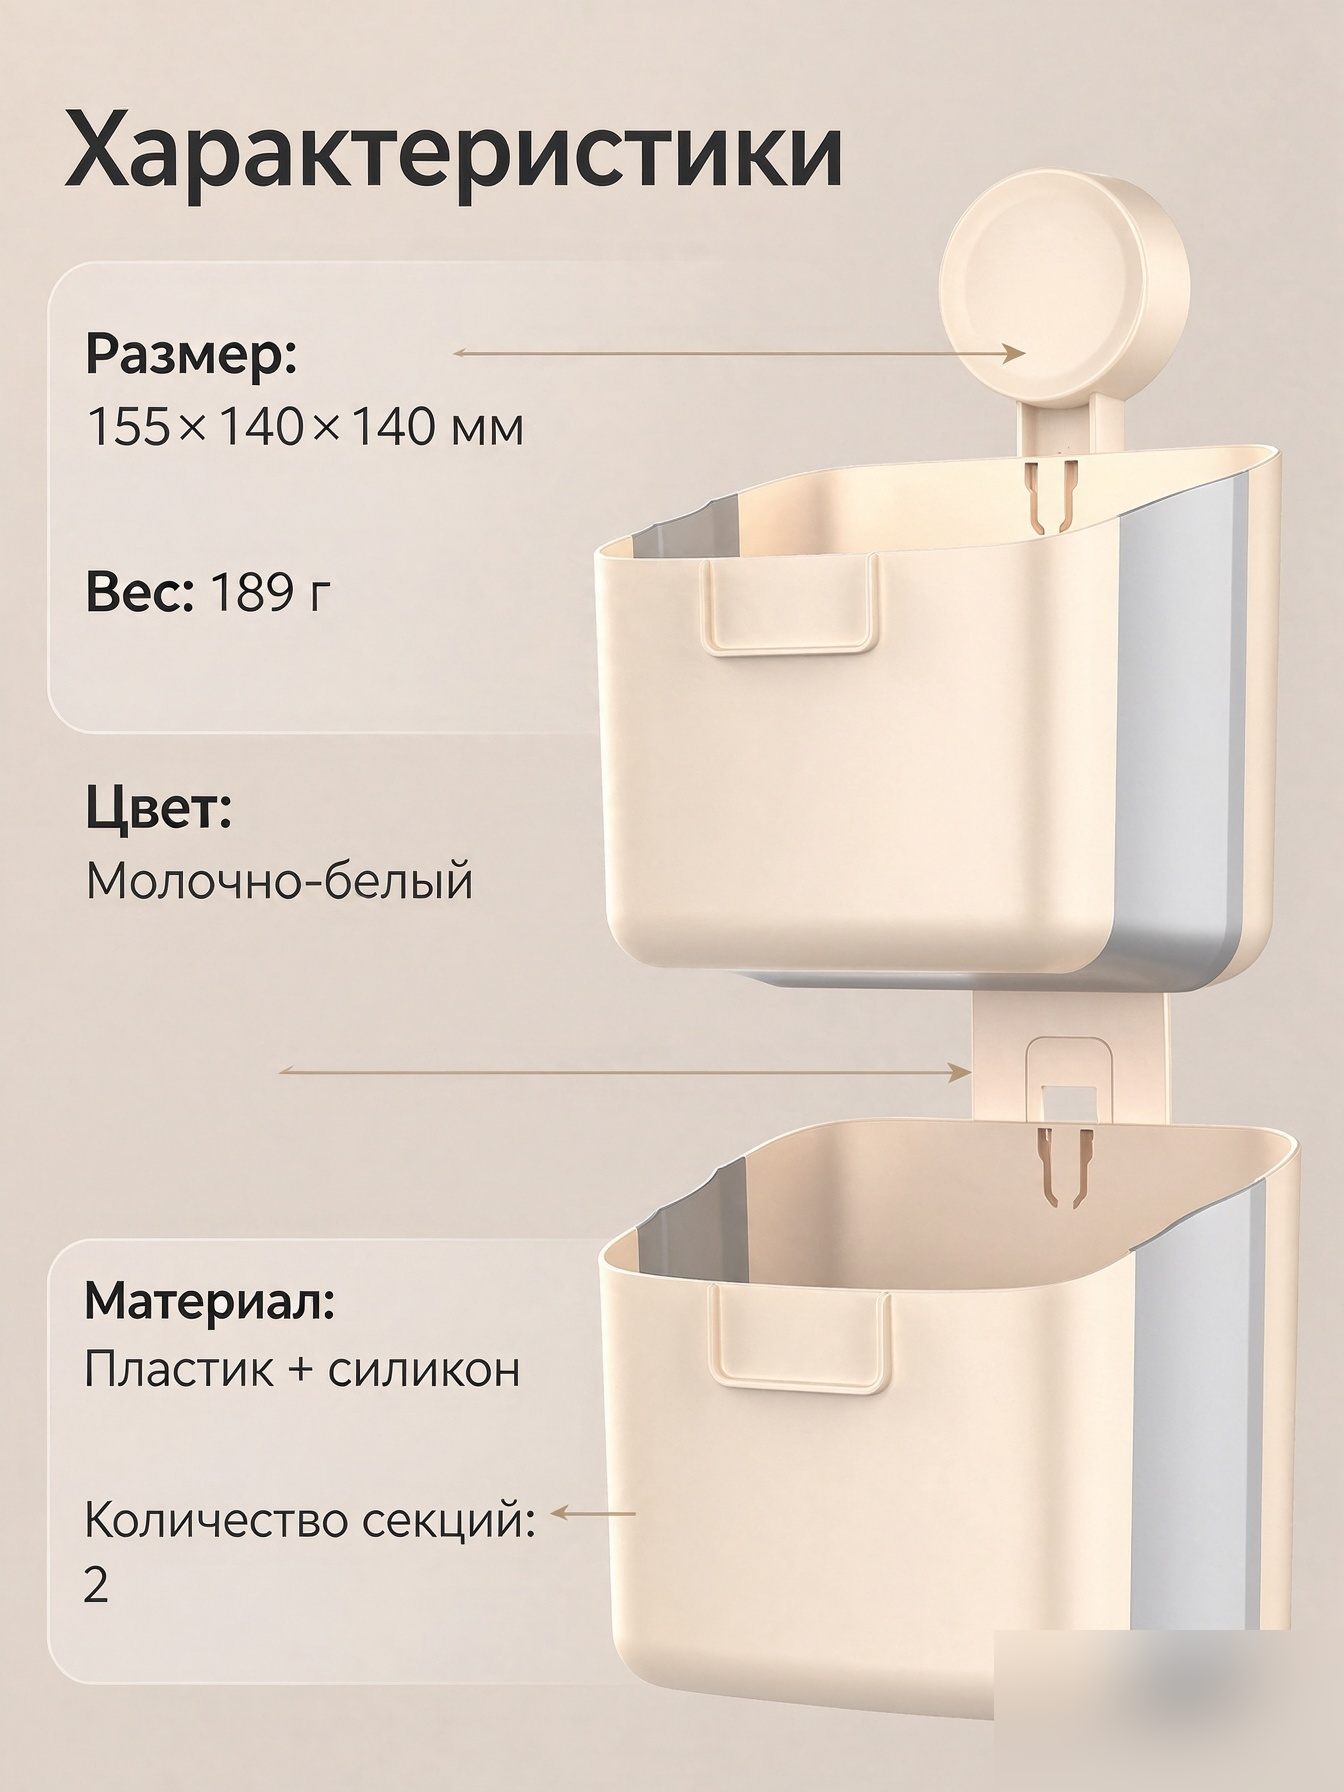 Характеристики
Размер:
155×140×140 мм
Вес: 189 г
Цвет:
Молочно-белый
Материал:
Пластик + силикон
Количество секций:
2